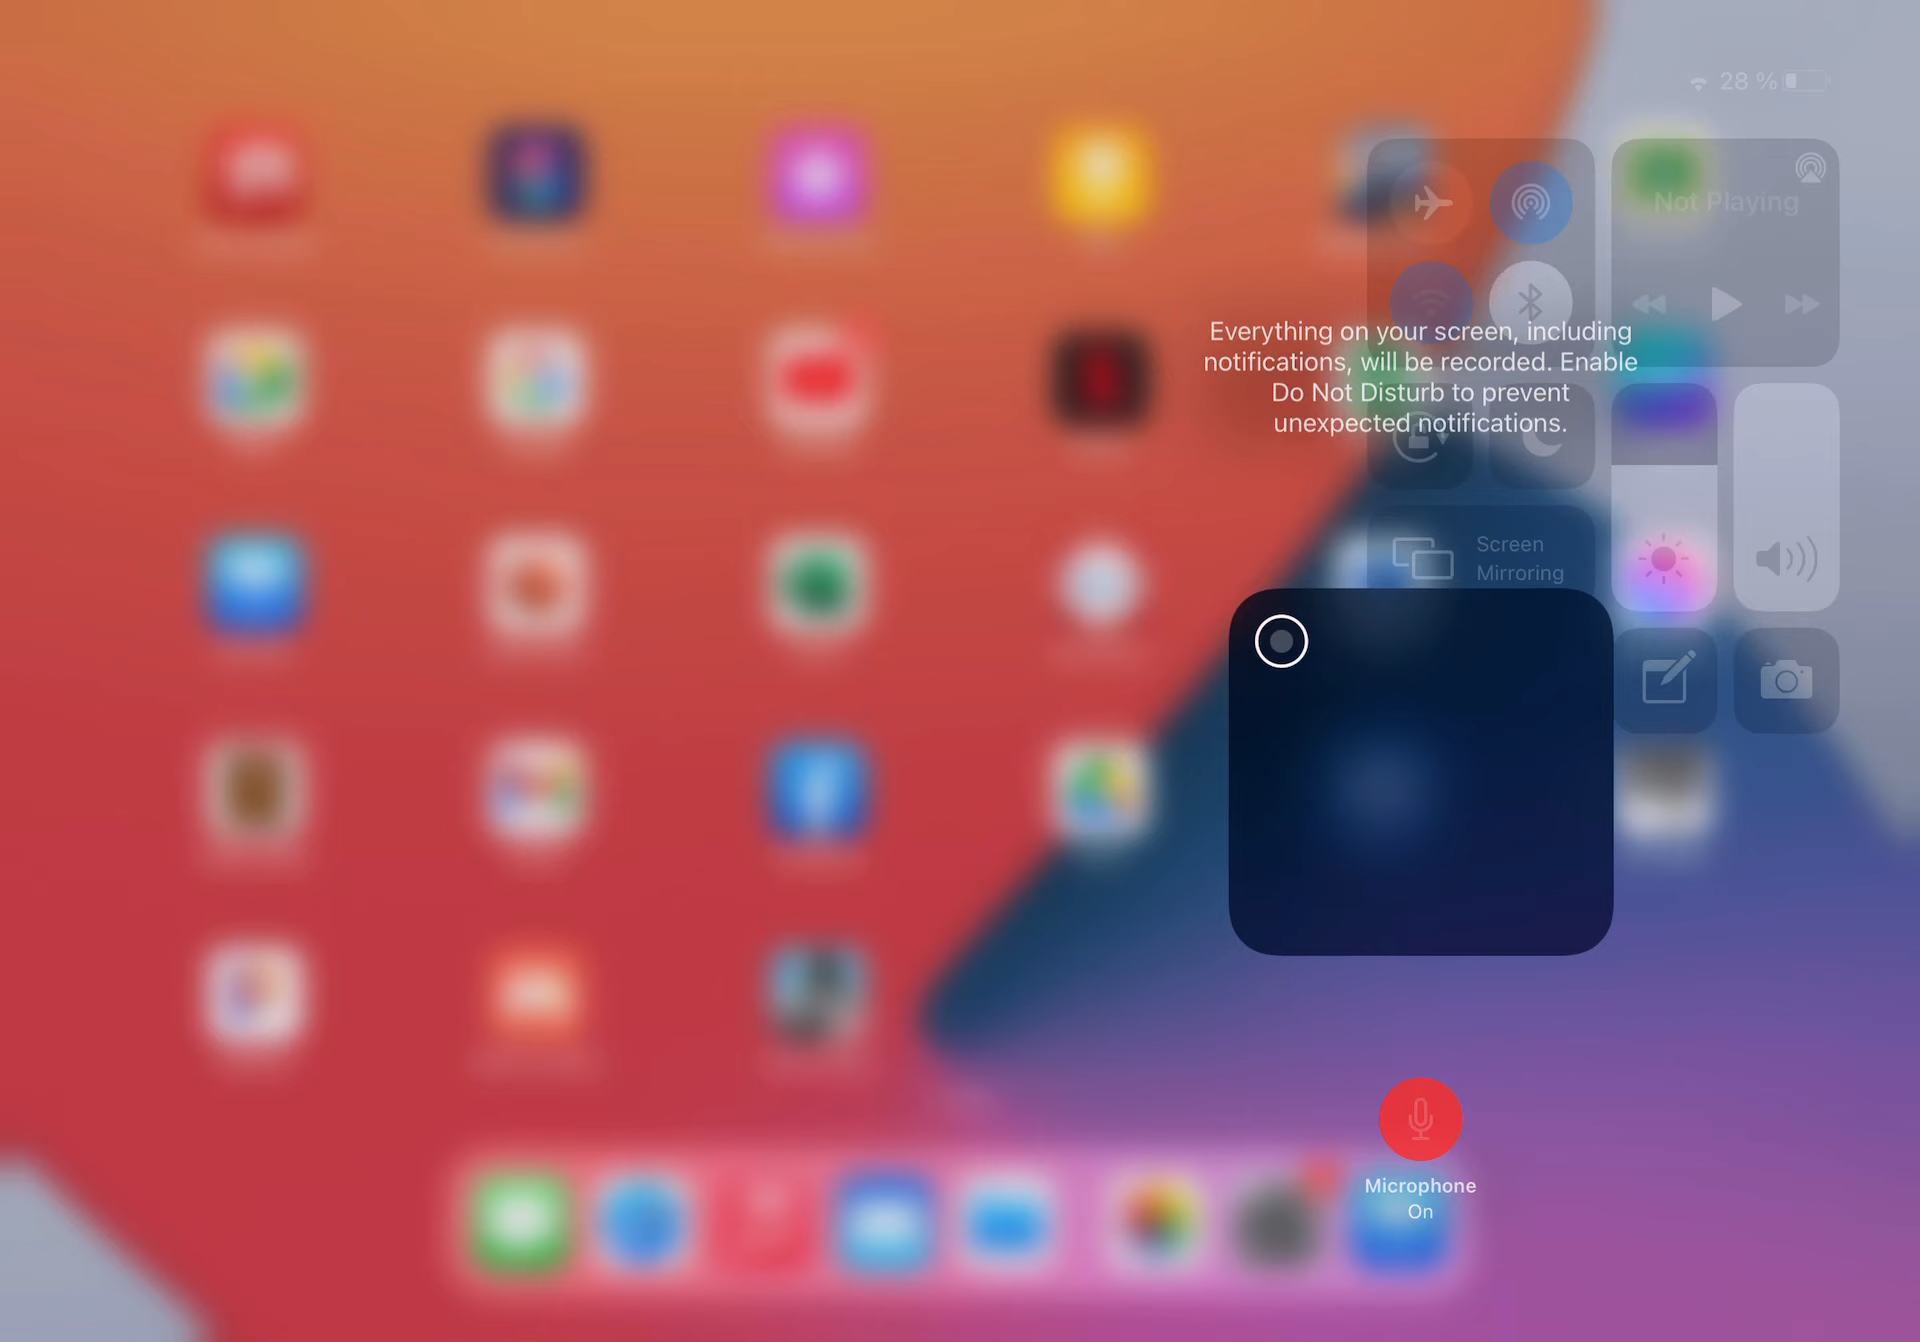 28 %
Not Playing
Everything on your screen, including
notifications, will be recorded. Enable
Do Not Disturb to prevent
unexpected notifications.
Screen
Mirroring
Microphone
On